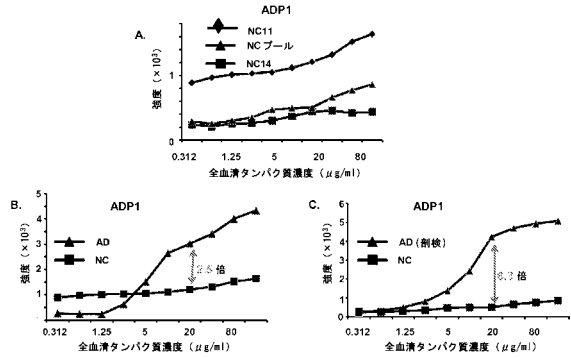 ADP1
A.
NC11
NC プール
NC14
強度 (×10³)
1
0
0.312 1.25 5 20 80
全血清タンパク質濃度 (μg/ml)
B.
ADP1
AD
NC
強度 (×10³)
5
4
3
2
1
2.5 倍
0.312 1.25 5 20 80
全血清タンパク質濃度 (μg/ml)
C.
ADP1
AD (剖検)
NC
強度 (×10³)
6
5
4
3
2
1
0
倍
0.312 1.25 5 20 80
全血清タンパク質濃度 (μg/ml)